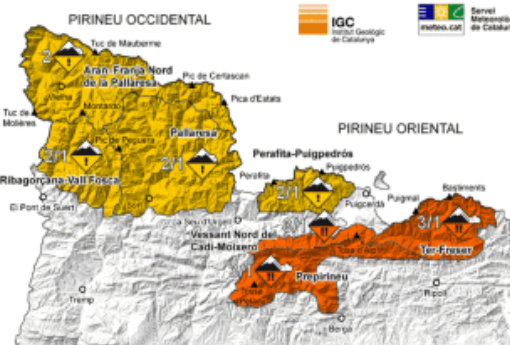 PIRINEU OCCIDENTAL
IGC
Institut Geològic
de Catalunya
meteo.cat
Servei
Meteorològic
de Catalunya
Tuc de Mauberme
2
Aran-Franja Nord
de la Pallaresa
Pic de Certascan
Vielha
Montardo
Pica d'Estats
Tuc de
Molières
Pic de Peguera
Pallaresa
PIRINEU ORIENTAL
2/1
2/1
Perafita-Puigpedrós
Puigpedrós
Perafita
Ribagorçana-Vall Fosca
2/1
Bastiments
Puigmal
El Pont de Suert
Sort
Puigcerdà
La Seu d'Urgell
3/1
Vessant Nord del
Cadí-Moixeró
Ter-Freser
Prepirineu
Tremp
Ripoll
Berga